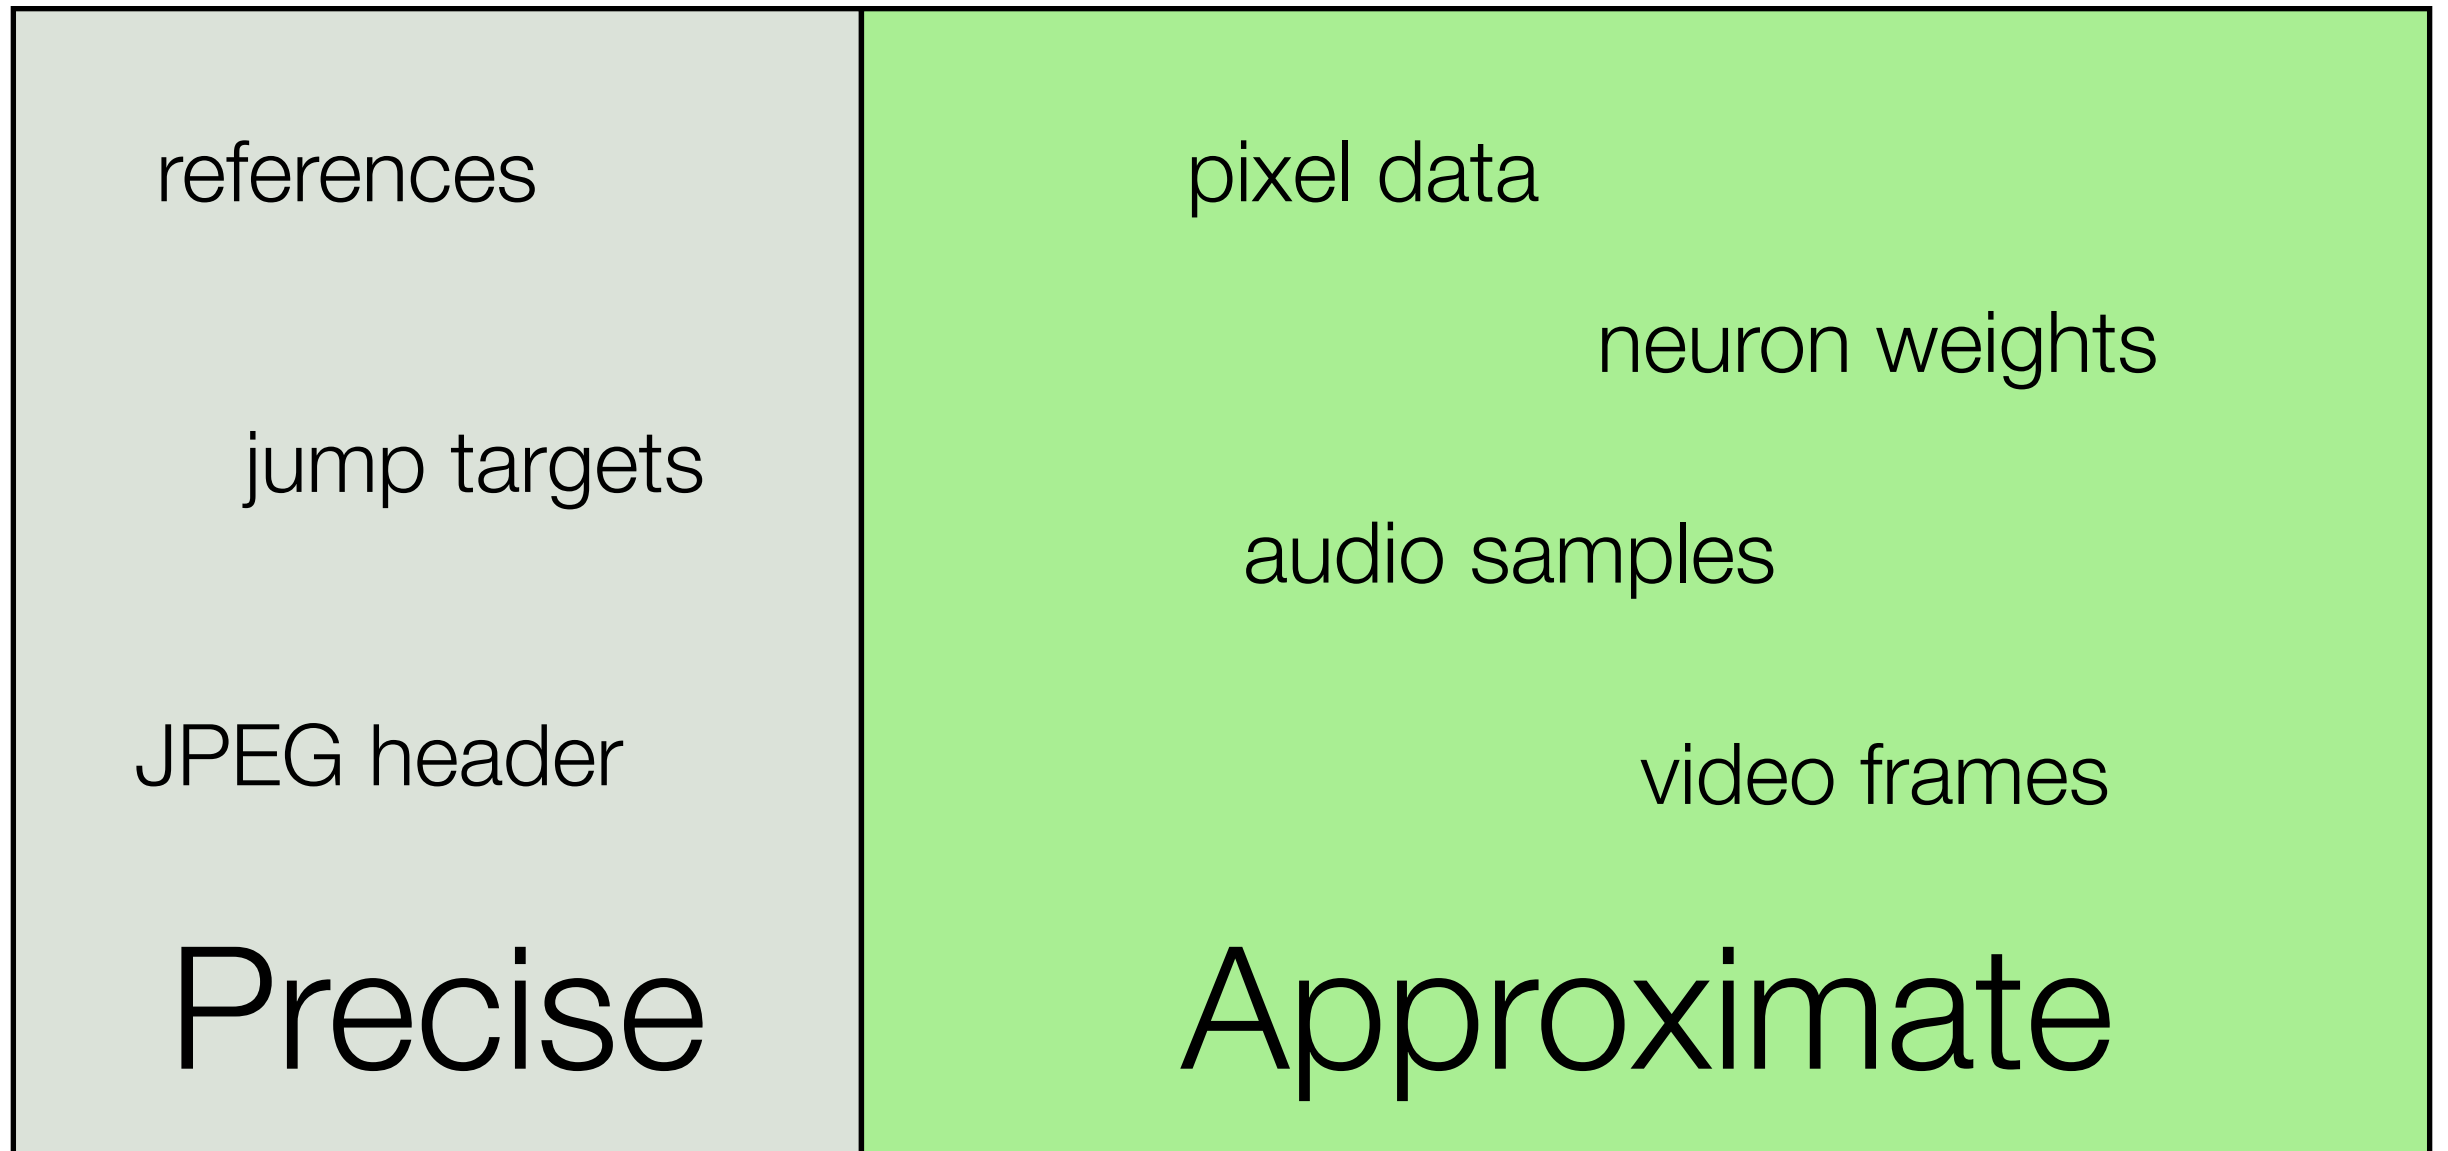 references
jump targets
JPEG header
Precise
pixel data
neuron weights
audio samples
video frames
Approximate